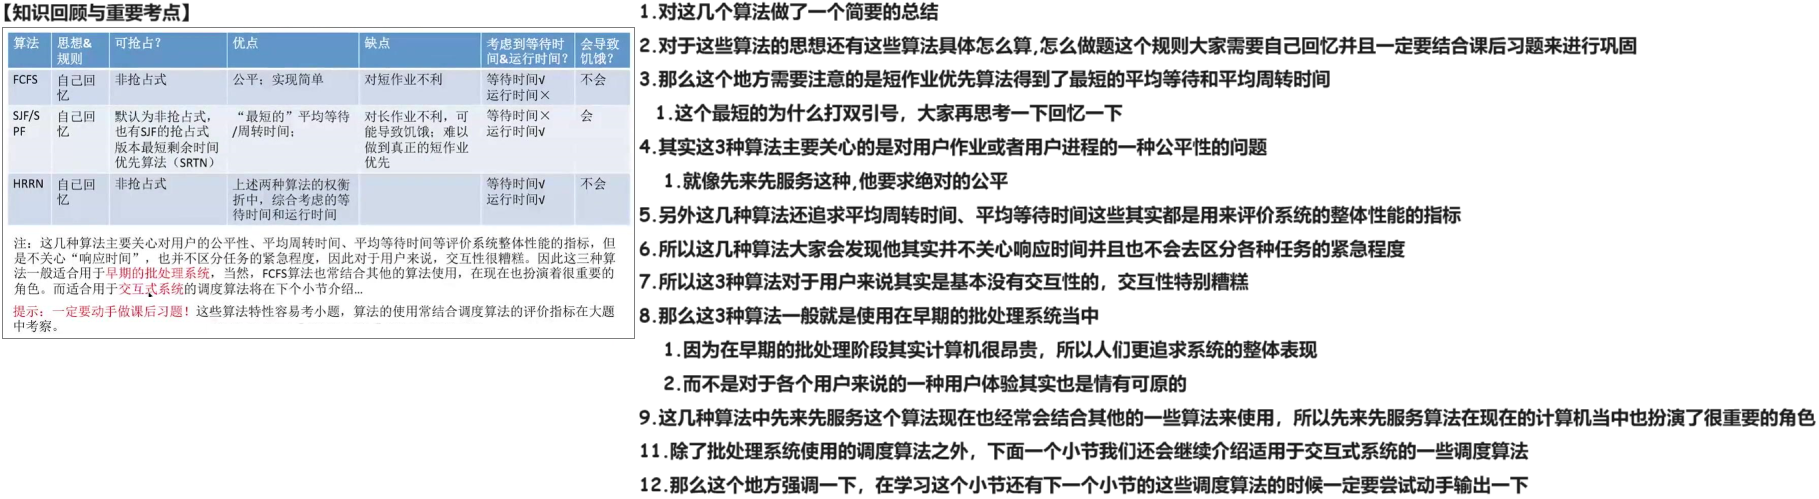 【知识回顾与重要考点】
算法 思想&规则 可抢占? 优点 缺点 考虑到等待时间&运行时间? 会导致饥饿?
FCFS 自己回忆 非抢占式 公平；实现简单 对短作业不利 等待时间√ 运行时间× 不会
SJF/SPF 自己回忆 默认为非抢占式，也有SJF的抢占式版本最短剩余时间优先算法（SRTN） “最短的”平均等待/周转时间； 对长作业不利，可能导致饥饿；难以做到真正的短作业优先 等待时间× 运行时间√ 会
HRRN 自己回忆 非抢占式 上述两种算法的权衡折中，综合考虑的等待时间和运行时间 等待时间√ 运行时间√ 不会
注：这几种算法主要关心对用户的公平性、平均周转时间、平均等待时间等评价系统整体性能的指标，但
是不关心“响应时间”，也并不区分任务的紧急程度，因此对于用户来说，交互性很糟糕。因此这三种算
法一般适合用于早期的批处理系统，当然，FCFS算法也常结合其他的算法使用，在现在也扮演着很重要的
角色。而适合用于交互式系统的调度算法将在下个小节介绍...
提示：一定要动手做课后习题！这些算法特性容易考小题，算法的使用常结合调度算法的评价指标在大题
中考察。
1.对这几个算法做了一个简要的总结
2.对于这些算法的思想还有这些算法具体怎么算,怎么做题这个规则大家需要自己回忆并且一定要结合课后习题来进行巩固
3.那么这个地方需要注意的是短作业优先算法得到了最短的平均等待和平均周转时间
1.这个最短的为什么打双引号，大家再思考一下回忆一下
4.其实这3种算法主要关心的是对用户作业或者用户进程的一种公平性的问题
1.就像先来先服务这种,他要求绝对的公平
5.另外这几种算法还追求平均周转时间、平均等待时间这些其实都是用来评价系统的整体性能的指标
6.所以这几种算法大家会发现他其实并不关心响应时间并且也不会去区分各种任务的紧急程度
7.所以这3种算法对于用户来说其实是基本没有交互性的，交互性特别糟糕
8.那么这3种算法一般就是使用在早期的批处理系统当中
1.因为在早期的批处理阶段其实计算机很昂贵，所以人们更追求系统的整体表现
2.而不是对于各个用户来说的一种用户体验其实也是情有可原的
9.这几种算法中先来先服务这个算法现在也经常会结合其他的一些算法来使用，所以先来先服务算法在现在的计算机当中也扮演了很重要的角色
11.除了批处理系统使用的调度算法之外，下面一个小节我们还会继续介绍适用于交互式系统的一些调度算法
12.那么这个地方强调一下，在学习这个小节还有下一个小节的这些调度算法的时候一定要尝试动手输出一下